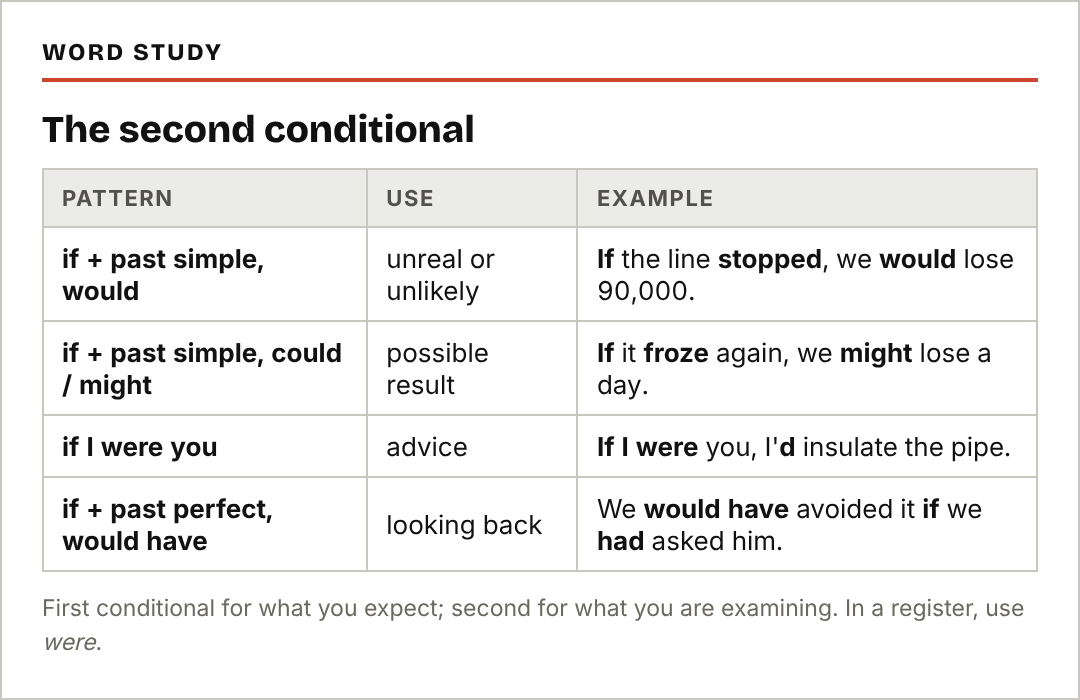 WORD STUDY
The second conditional
PATTERN
USE
EXAMPLE
if + past simple,
would
unreal or
unlikely
If the line stopped, we would lose
90,000.
if + past simple, could
/ might
possible
result
If it froze again, we might lose a
day.
if I were you
advice
If I were you, I'd insulate the pipe.
if + past perfect,
would have
looking back
We would have avoided it if we
had asked him.
First conditional for what you expect; second for what you are examining. In a register, use
were.